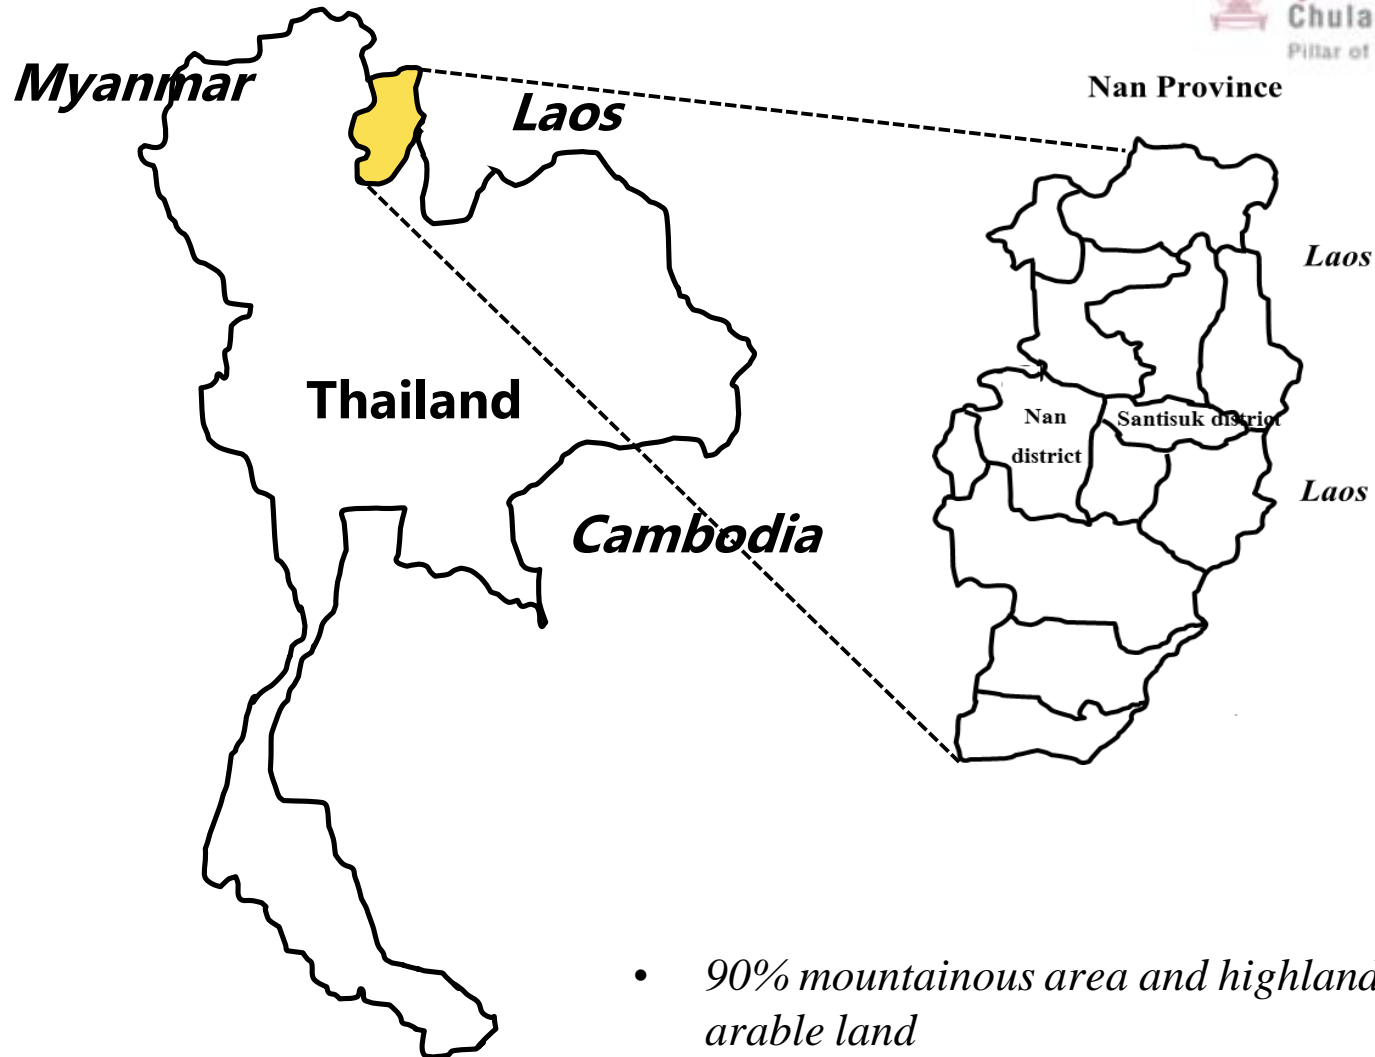 Chula
Pillar of
Nan Province
Myanmar
Laos
Laos
Thailand
Nan
district
Santisuk district
Laos
Cambodia
• 90% mountainous area and highland
arable land